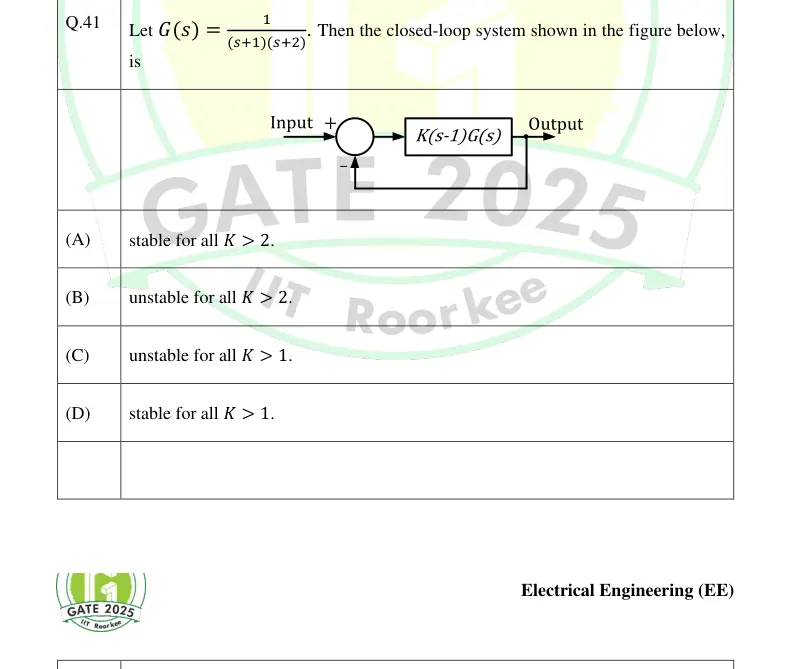 Q.41
Let G(s) = 1/((s+1)(s+2)). Then the closed-loop system shown in the figure below,
is
Input + Output
K(s-1)G(s)
−
GATE 2025
IIT Roorkee
(A) stable for all K > 2.
(B) unstable for all K > 2.
(C) unstable for all K > 1.
(D) stable for all K > 1.
Electrical Engineering (EE)
GATE 2025
IIT Roorkee